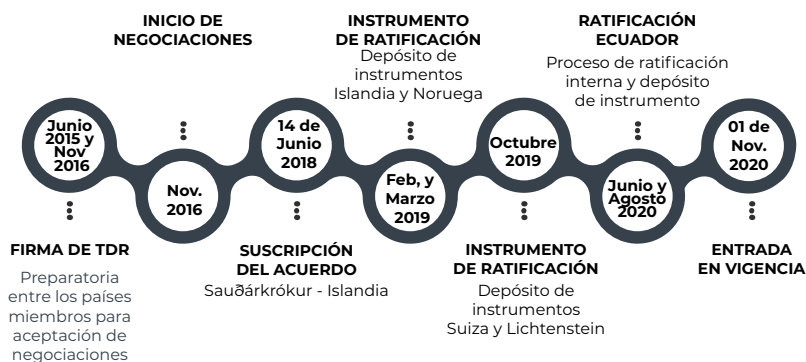 INICIO DE
NEGOCIACIONES
INSTRUMENTO
DE RATIFICACIÓN
Depósito de
instrumentos
Islandia y Noruega
RATIFICACIÓN
ECUADOR
Proceso de ratificación
interna y depósito
de instrumento
Junio
2015 y
Nov
2016
Nov.
2016
14 de
Junio
2018
Feb, y
Marzo
2019
Octubre
2019
Junio y
Agosto
2020
01 de
Nov.
2020
FIRMA DE TDR
Preparatoria
entre los países
miembros para
aceptación de
negociaciones
SUSCRIPCIÓN
DEL ACUERDO
Sauðárkrókur - Islandia
INSTRUMENTO
DE RATIFICACIÓN
Depósito de
instrumentos
Suiza y Lichtenstein
ENTRADA
EN VIGENCIA